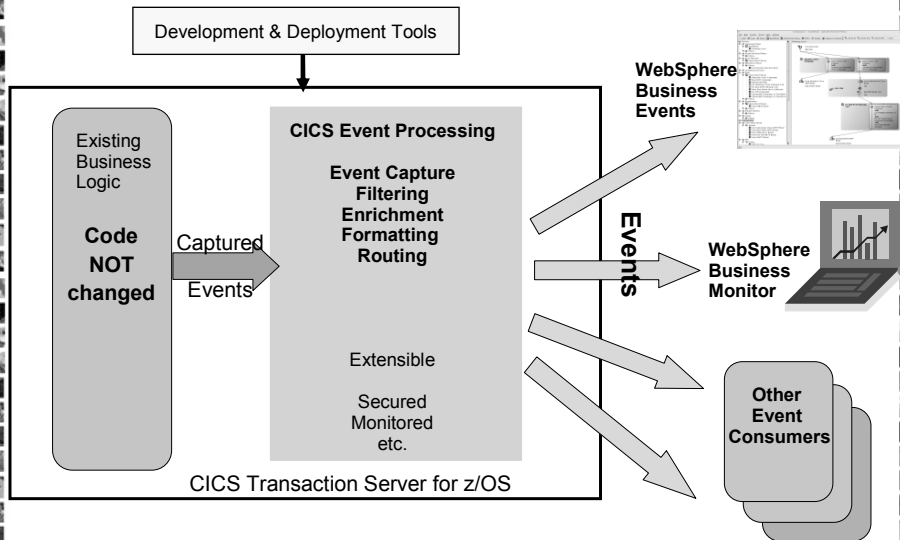 Development & Deployment Tools
Existing
Business
Logic
Code
NOT
changed
Captured
Events
CICS Event Processing
Event Capture
Filtering
Enrichment
Formatting
Routing
Extensible
Secured
Monitored
etc.
CICS Transaction Server for z/OS
Events
WebSphere
Business
Events
WebSphere
Business
Monitor
Other
Event
Consumers